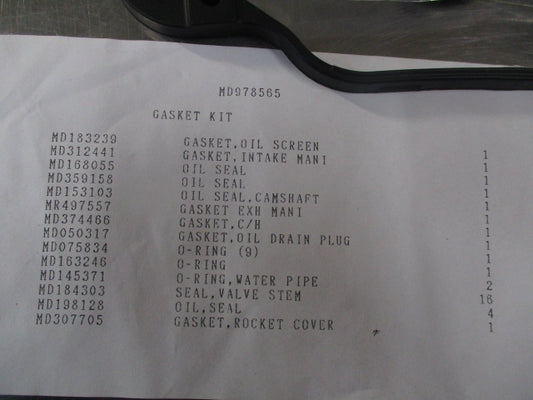 MD978565
GASKET KIT
MD183239 GASKET,OIL SCREEN 1
MD312441 GASKET,INTAKE MANI 1
MD168055 OIL SEAL 1
MD359158 OIL SEAL 1
MD153103 OIL SEAL,CAMSHAFT 1
MR497557 GASKET EXH MANI 1
MD374466 GASKET,C/H 1
MD050317 GASKET,OIL DRAIN PLUG 1
MD075834 O-RING (9) 1
MD163246 O-RING 1
MD145371 O-RING,WATER PIPE 2
MD184303 SEAL,VALVE STEM 16
MD198128 OIL,SEAL 4
MD307705 GASKET,ROCKET COVER 1